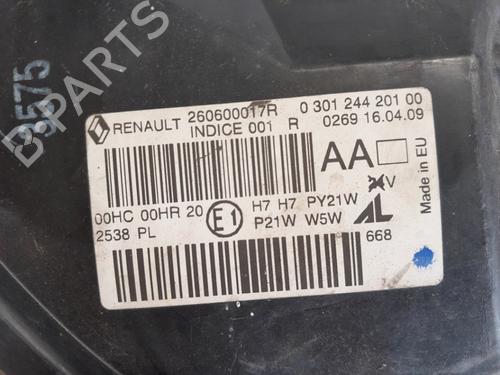 3575
RENAULT 260600017R 0 301 244 201 00
INDICE 001 R 0269 16.04.09
AA
V
Made in EU
00HC 00HR 20 E1 H7 H7 PY21W
2538 PL P21W W5W AL
668